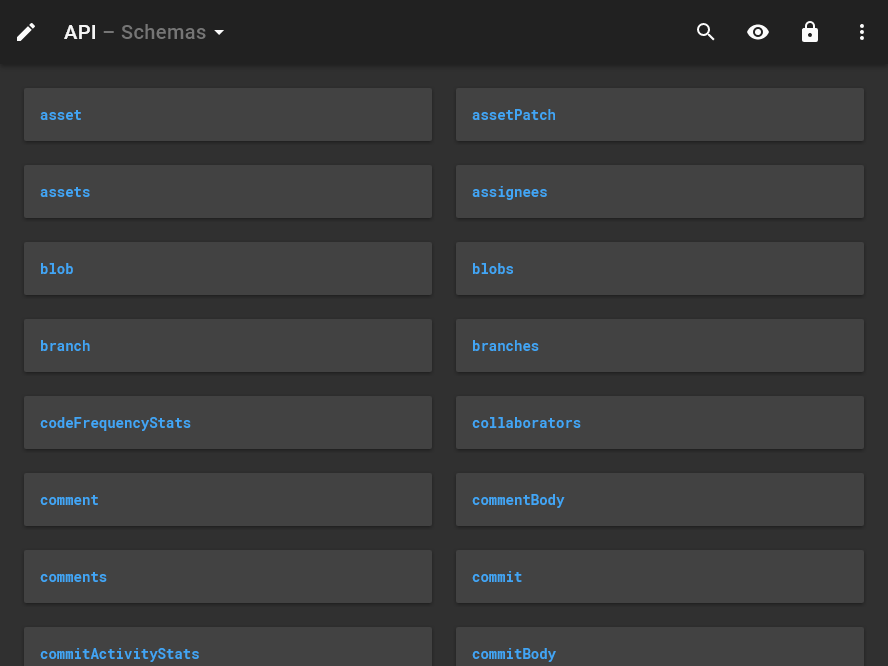 API – Schemas
asset
assetPatch
assets
assignees
blob
blobs
branch
branches
codeFrequencyStats
collaborators
comment
commentBody
comments
commit
commitActivityStats
commitBody